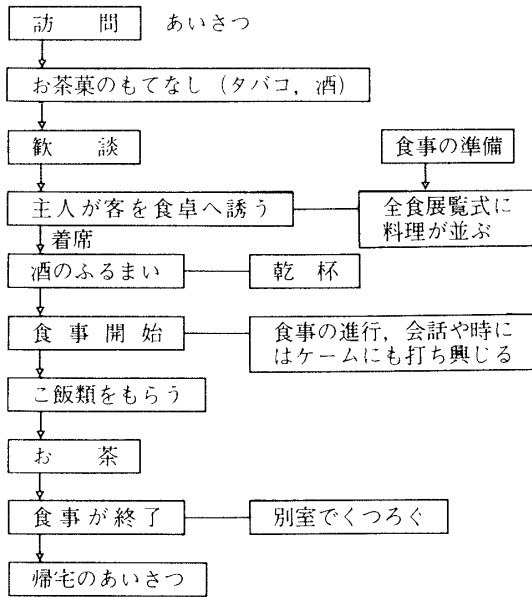 訪問 あいさつ
お茶菓のもてなし（タバコ，酒）
歓談
食事の準備
主人が客を食卓へ誘う
全食展覧式に
料理が並ぶ
着席
酒のふるまい
乾杯
食事開始
食事の進行，会話や時に
はゲームにも打ち興じる
ご飯類をもらう
お茶
食事が終了
別室でくつろぐ
帰宅のあいさつ